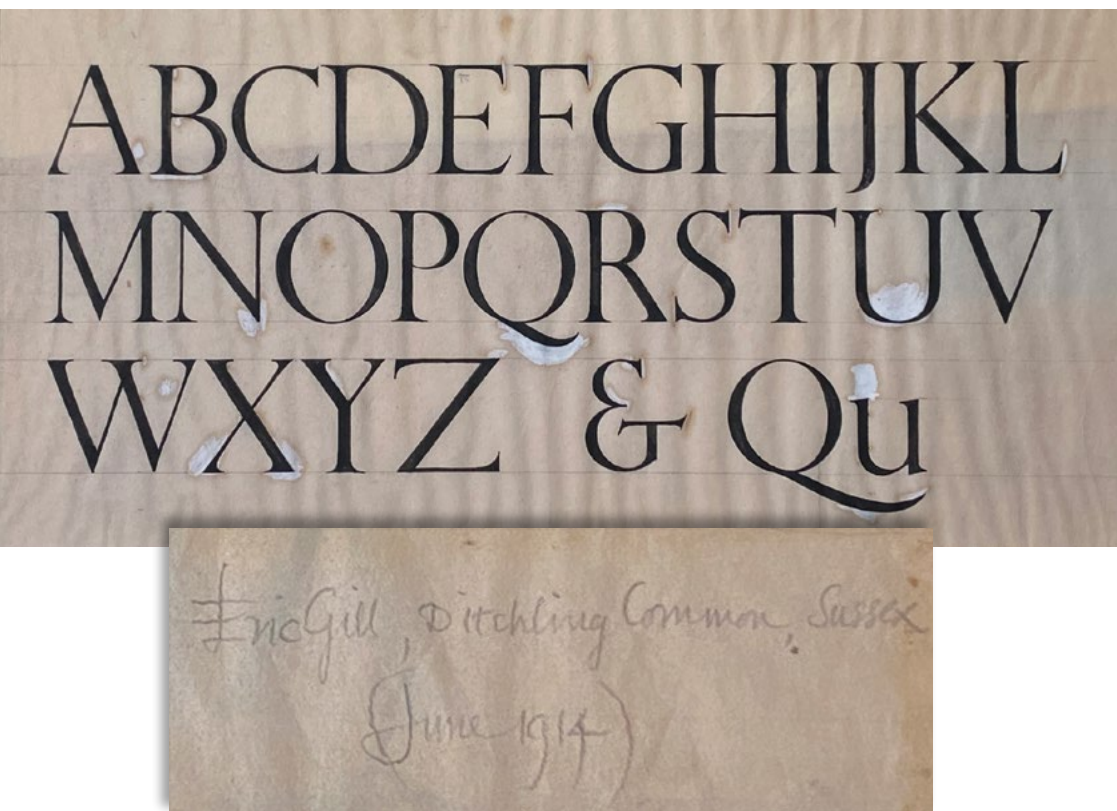 ABCDEFGHIJKL
MNOPQRSTUV
WXYZ & Qu
Eric Gill, Ditchling Common, Sussex
(June 1914)